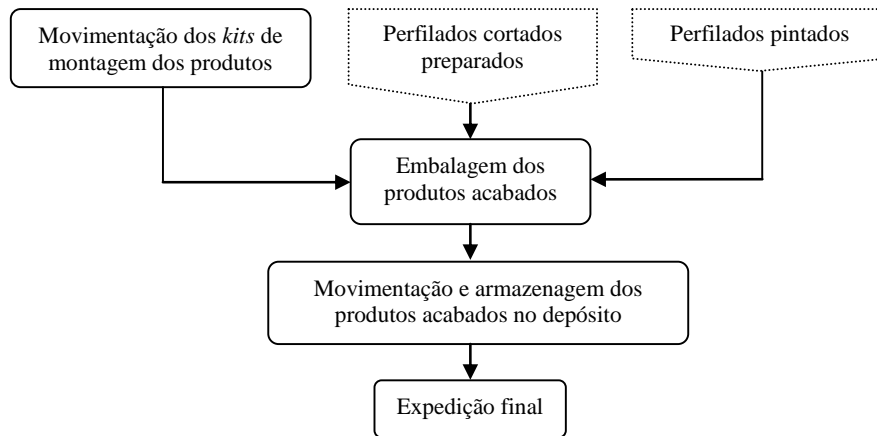 Movimentação dos kits de
montagem dos produtos
Perfilados cortados
preparados
Perfilados pintados
Embalagem dos
produtos acabados
Movimentação e armazenagem dos
produtos acabados no depósito
Expedição final